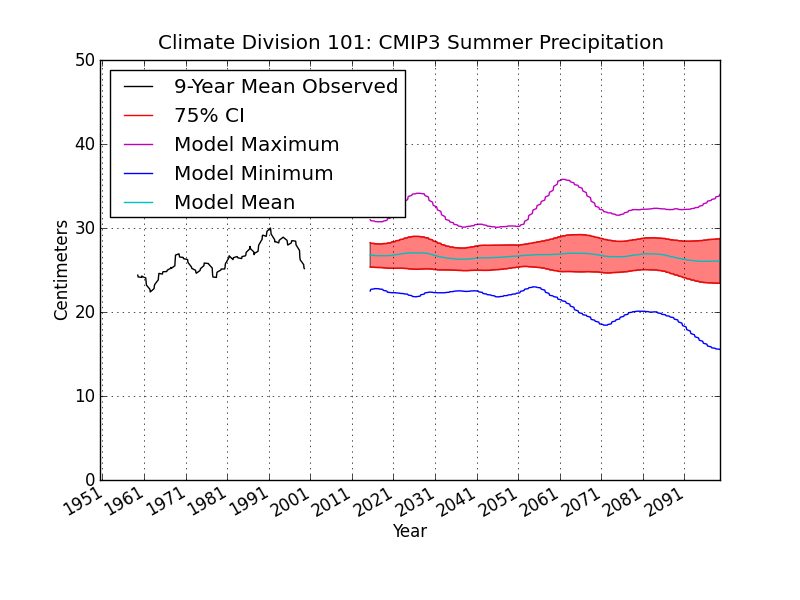 Climate Division 101: CMIP3 Summer Precipitation
50
40
30
20
10
0
Centimeters
9-Year Mean Observed
75% CI
Model Maximum
Model Minimum
Model Mean
1951 1961 1971 1981 1991 2001 2011 2021 2031 2041 2051 2061 2071 2081 2091
Year